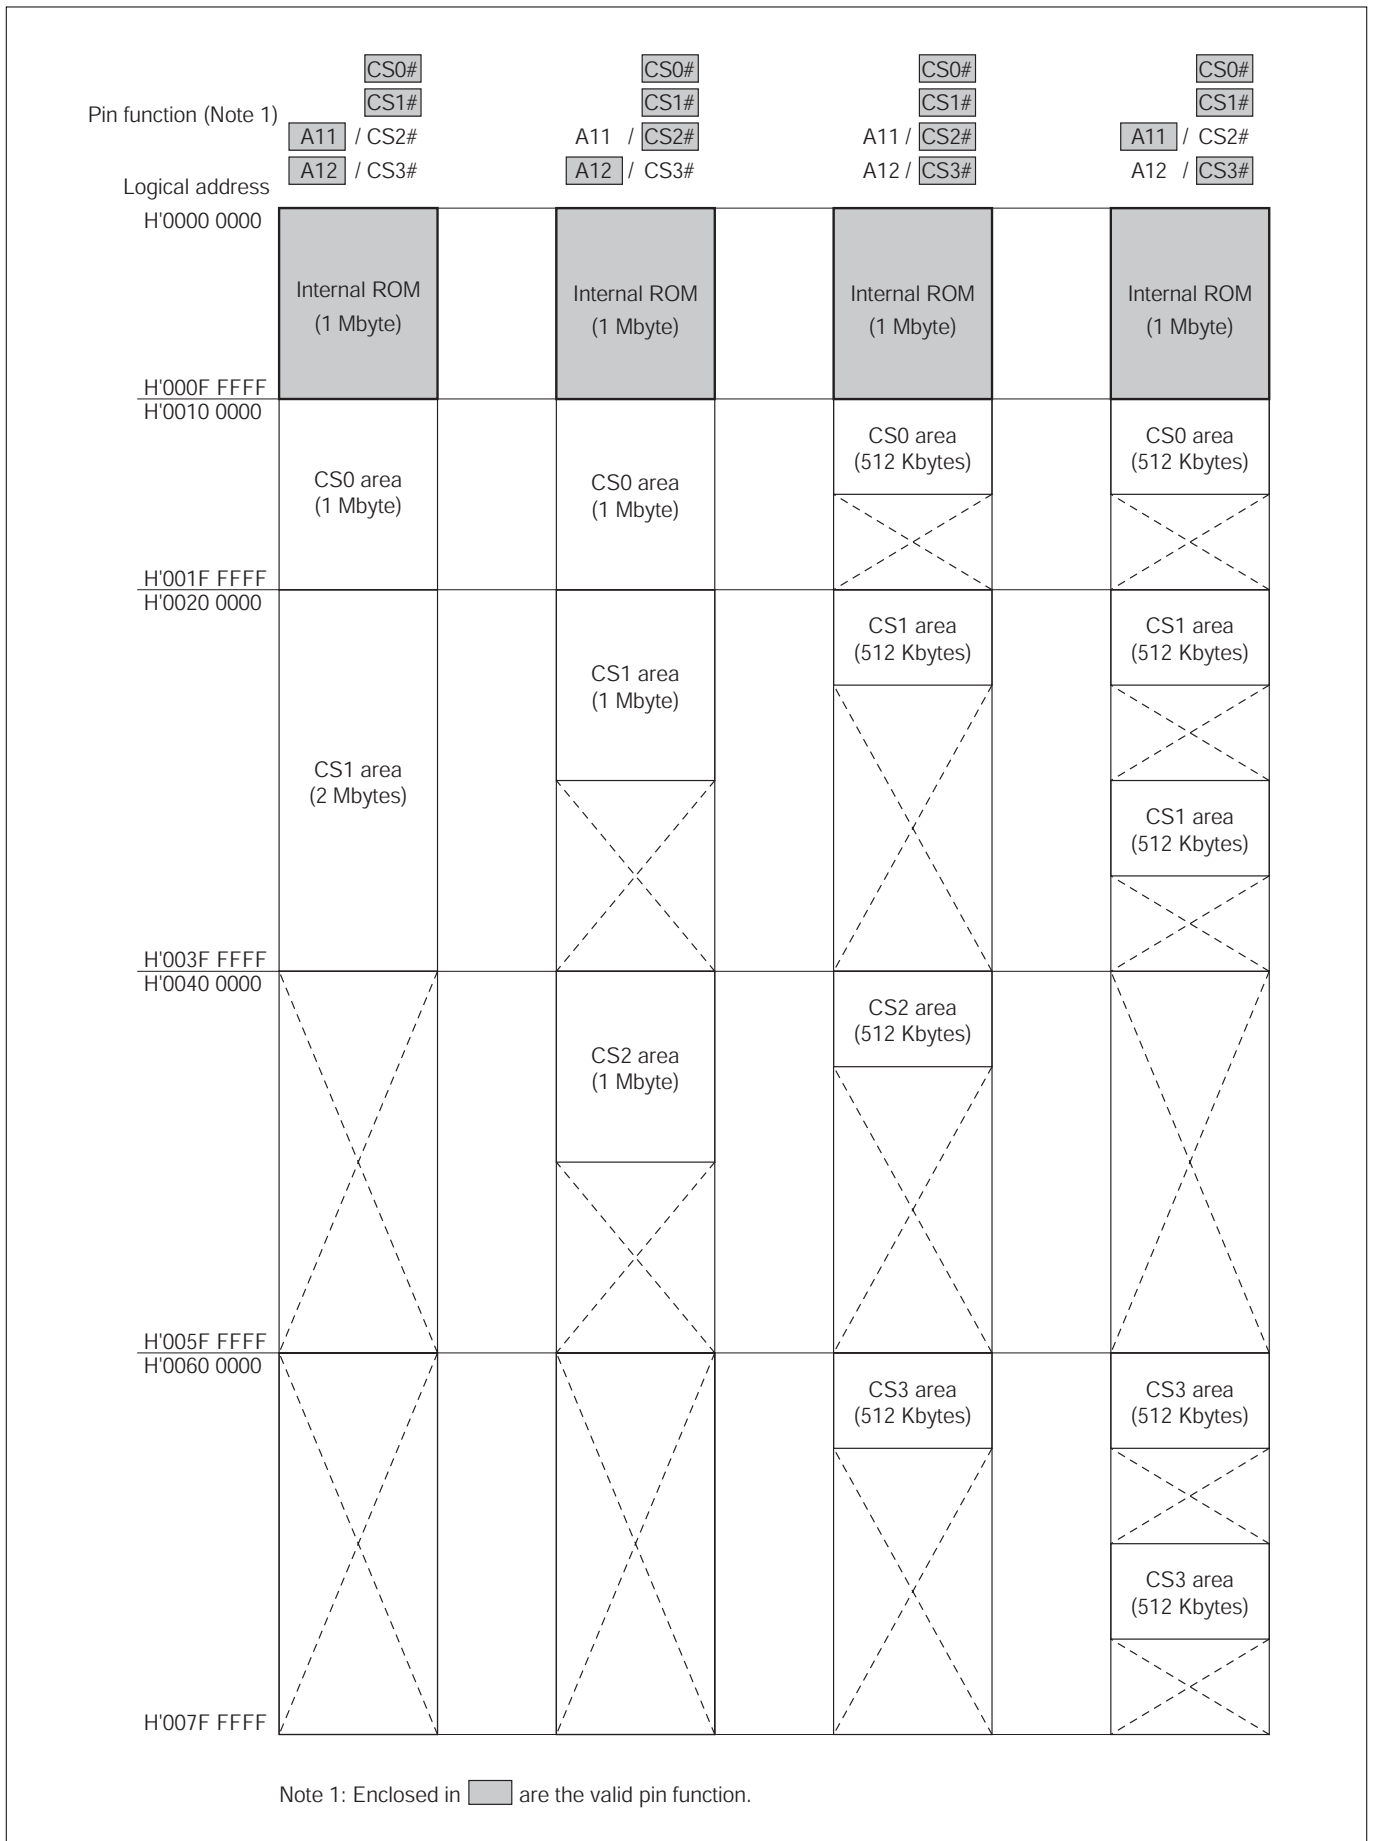 CS0# CS0# CS0# CS0#
Pin function (Note 1) CS1# CS1# CS1# CS1#
A11 / CS2# A11 / CS2# A11 / CS2# A11 / CS2#
A12 / CS3# A12 / CS3# A12 / CS3# A12 / CS3#
Logical address
H'0000 0000
Internal ROM Internal ROM Internal ROM Internal ROM
(1 Mbyte) (1 Mbyte) (1 Mbyte) (1 Mbyte)
H'000F FFFF
H'0010 0000
CS0 area CS0 area
(512 Kbytes) (512 Kbytes)
CS0 area CS0 area
(1 Mbyte) (1 Mbyte)
H'001F FFFF
H'0020 0000
CS1 area CS1 area
(512 Kbytes) (512 Kbytes)
CS1 area
(1 Mbyte)
CS1 area
(2 Mbytes)
CS1 area
(512 Kbytes)
H'003F FFFF
H'0040 0000
CS2 area
(512 Kbytes)
CS2 area
(1 Mbyte)
H'005F FFFF
H'0060 0000
CS3 area CS3 area
(512 Kbytes) (512 Kbytes)
CS3 area
(512 Kbytes)
H'007F FFFF
Note 1: Enclosed in are the valid pin function.